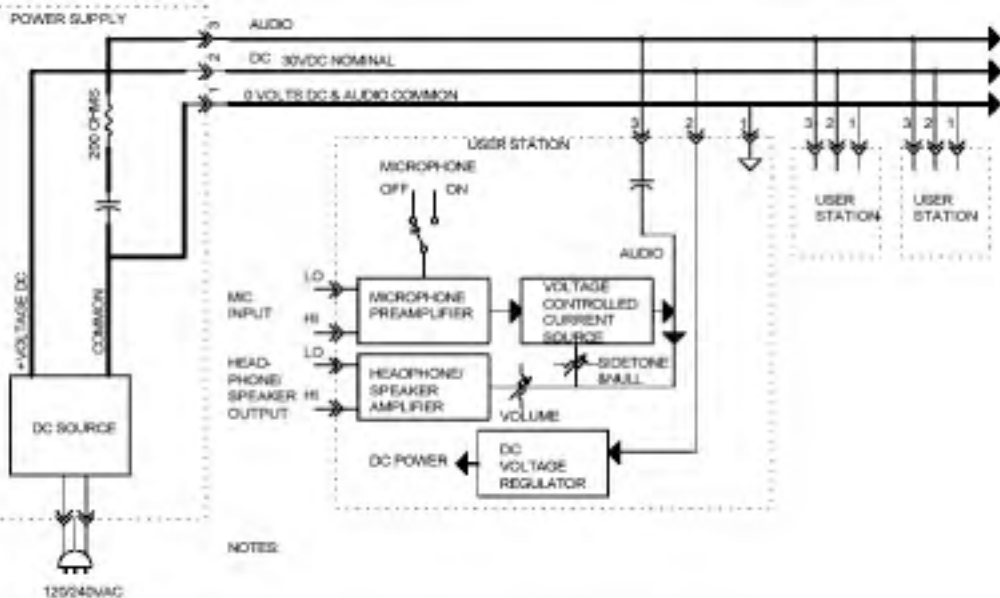 POWER SUPPLY
3
AUDIO
2
DC 30VDC NOMINAL
1
0 VOLTS DC & AUDIO COMMON
200 OHMS
+VOLTAGE DC
COMMON
DC SOURCE
120/240VAC
3
2
1
USER STATION
MICROPHONE
OFF
ON
AUDIO
MIC
INPUT
LO
HI
MICROPHONE
PREAMPLIFIER
VOLTAGE
CONTROLLED
CURRENT
SOURCE
HEAD-
PHONE/
SPEAKER
OUTPUT
LO
HI
HEADPHONE/
SPEAKER
AMPLIFIER
SIDETONE
&NULL
VOLUME
DC POWER
DC
VOLTAGE
REGULATOR
3
2
1
USER
STATION
3
2
1
USER
STATION
NOTES: